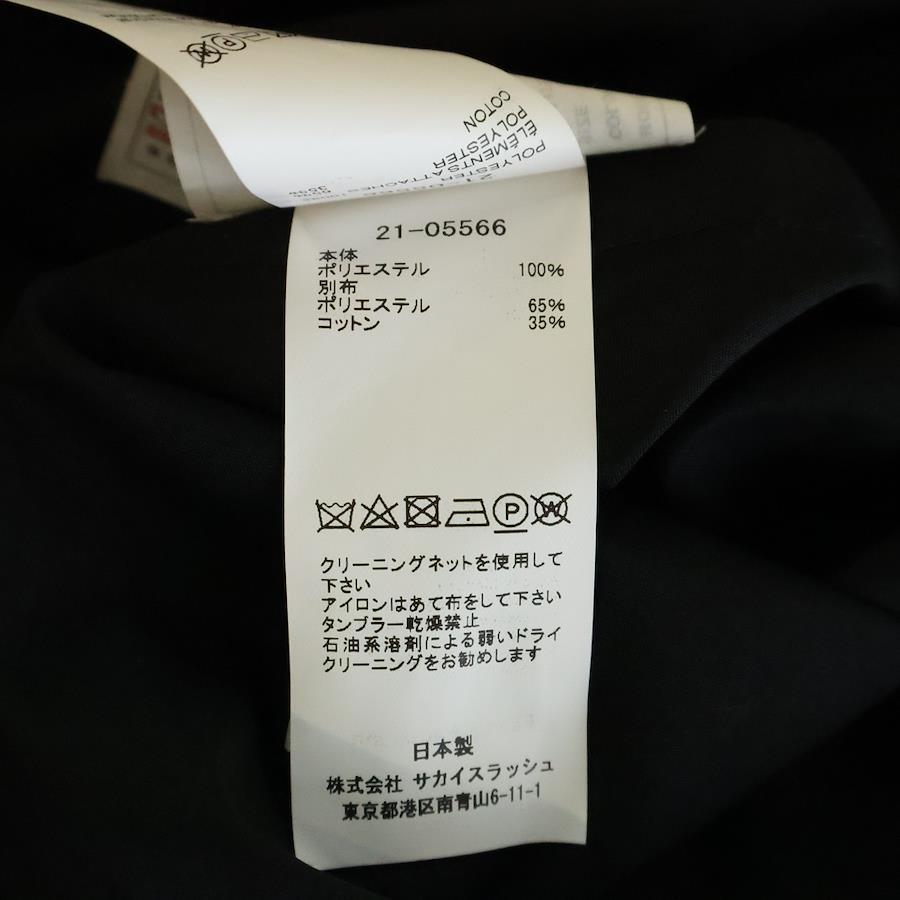 COTON
POLYESTER
ÉLÉMENTS ATTACHÉS
POLYESTER
21-05566
本体
ポリエステル 100%
別布
ポリエステル 65%
コットン 35%
P W
クリーニングネットを使用して
下さい
アイロンはあて布をして下さい
タンブラー乾燥禁止
石油系溶剤による弱いドライ
クリーニングをお勧めします
日本製
株式会社 サカイスラッシュ
東京都港区南青山6-11-1